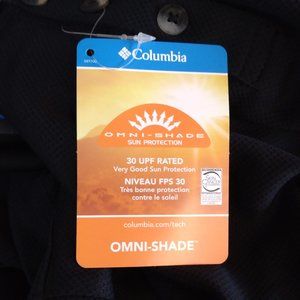 Columbia
OMNI-SHADE
SUN PROTECTION
30 UPF RATED
Very Good Sun Protection
NIVEAU FPS 30
Très bonne protection
contre le soleil
columbia.com/tech
OMNI-SHADE™